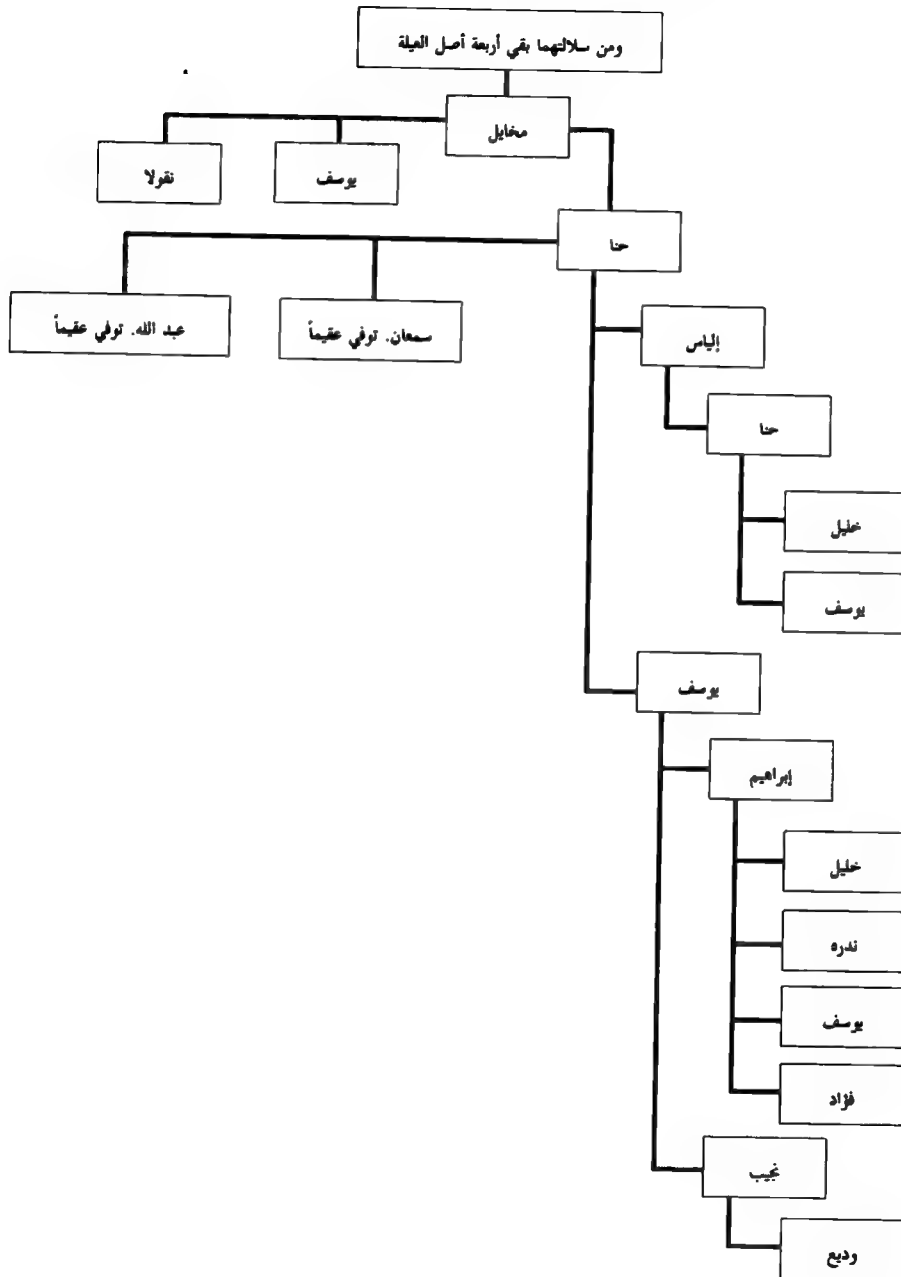 ومن سلالتهما بقي أربعة أصل العيلة
مخايل
يوسف
نقولا
حنا
سمعان. توفي عقيماً
عبد الله. توفي عقيماً
إلياس
حنا
خليل
يوسف
يوسف
إبراهيم
خليل
ندره
يوسف
فؤاد
نجيب
وديع